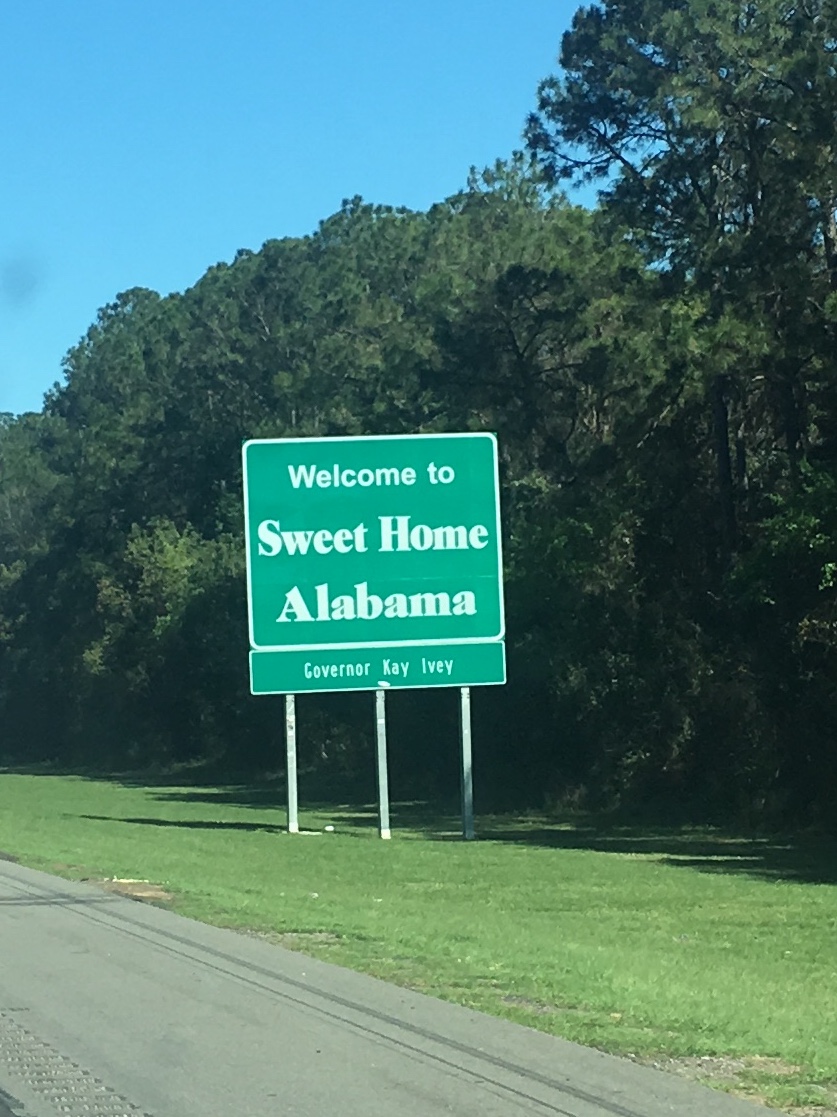 Welcome to
Sweet Home
Alabama
Governor Kay Ivey